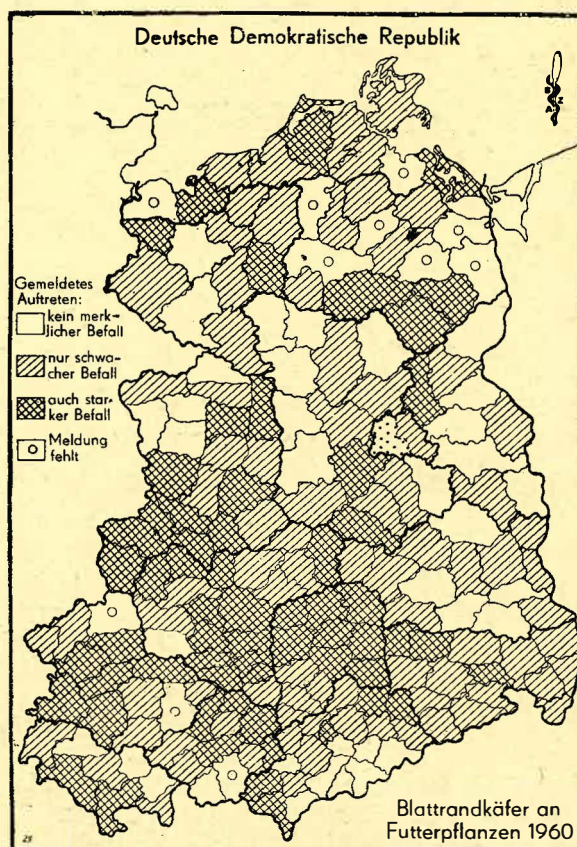 Deutsche Demokratische Republik
B
B Z
A
Gemeldetes
Auftreten:
kein merk-
licher Befall
nur schwa-
cher Befall
auch star-
ker Befall
Meldung
fehlt
Blattrandkäfer an
Futterpflanzen 1960